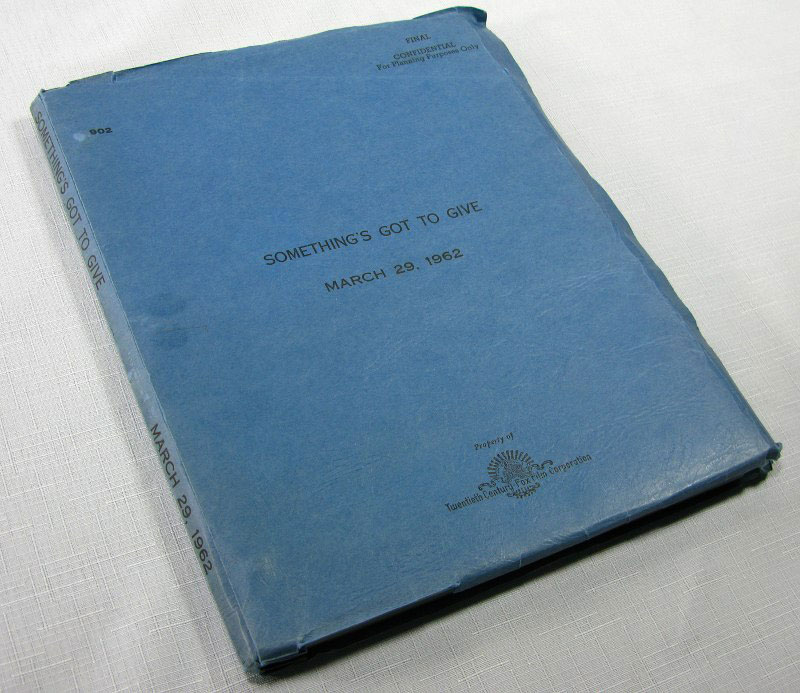 FINAL
CONFIDENTIAL
For Planning Purposes Only
902
SOMETHING'S GOT TO GIVE
MARCH 29, 1962
Property of
Twentieth Century Fox Film Corporation
SOMETHING'S GOT TO GIVE
MARCH 29, 1962